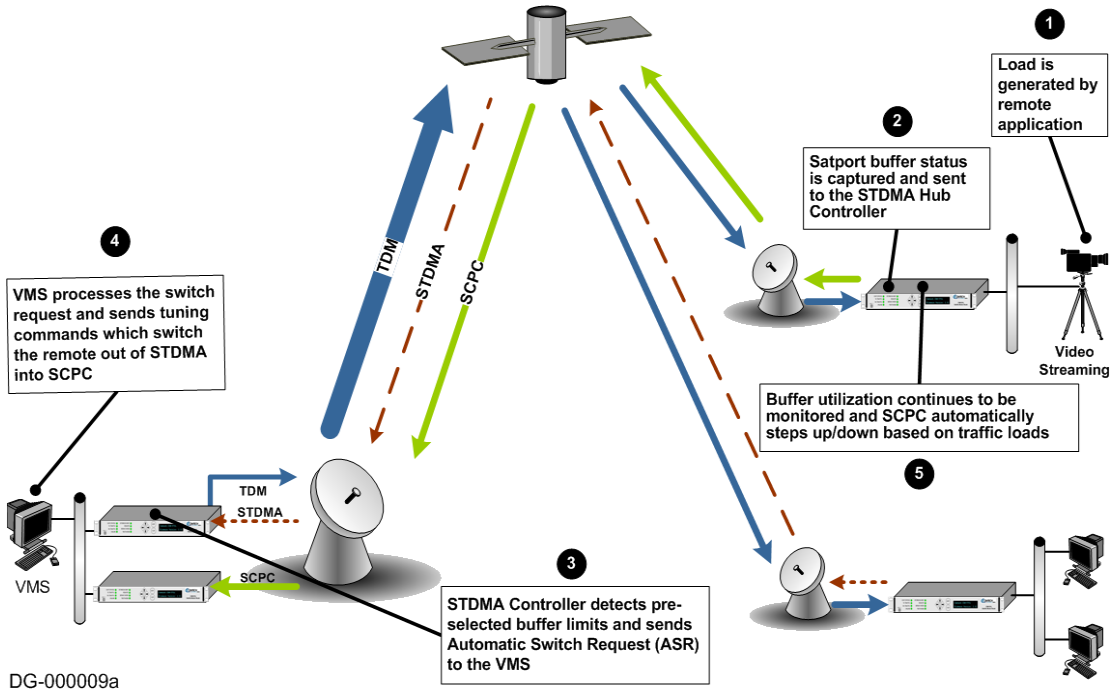 1
Load is
generated by
remote
application
2
Satport buffer status
is captured and sent
to the STDMA Hub
Controller
4
VMS processes the switch
request and sends tuning
commands which switch
the remote out of STDMA
into SCPC
TDM
STDMA
SCPC
Video
Streaming
Buffer utilization continues to be
monitored and SCPC automatically
steps up/down based on traffic loads
5
TDM
STDMA
SCPC
VMS
3
STDMA Controller detects pre-
selected buffer limits and sends
Automatic Switch Request (ASR)
to the VMS
DG-000009a